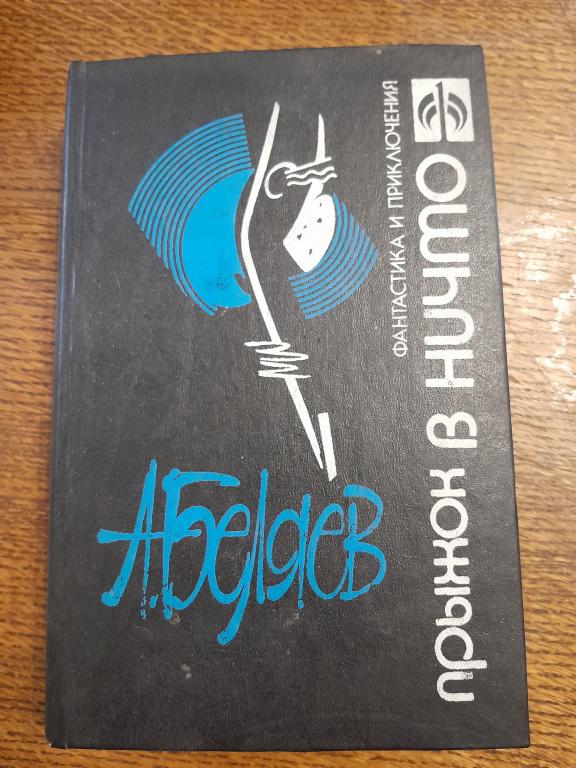 А. Беляев
ФАНТАСТИКА И ПРИКЛЮЧЕНИЯ
ПРЫЖОК В НИЧТО